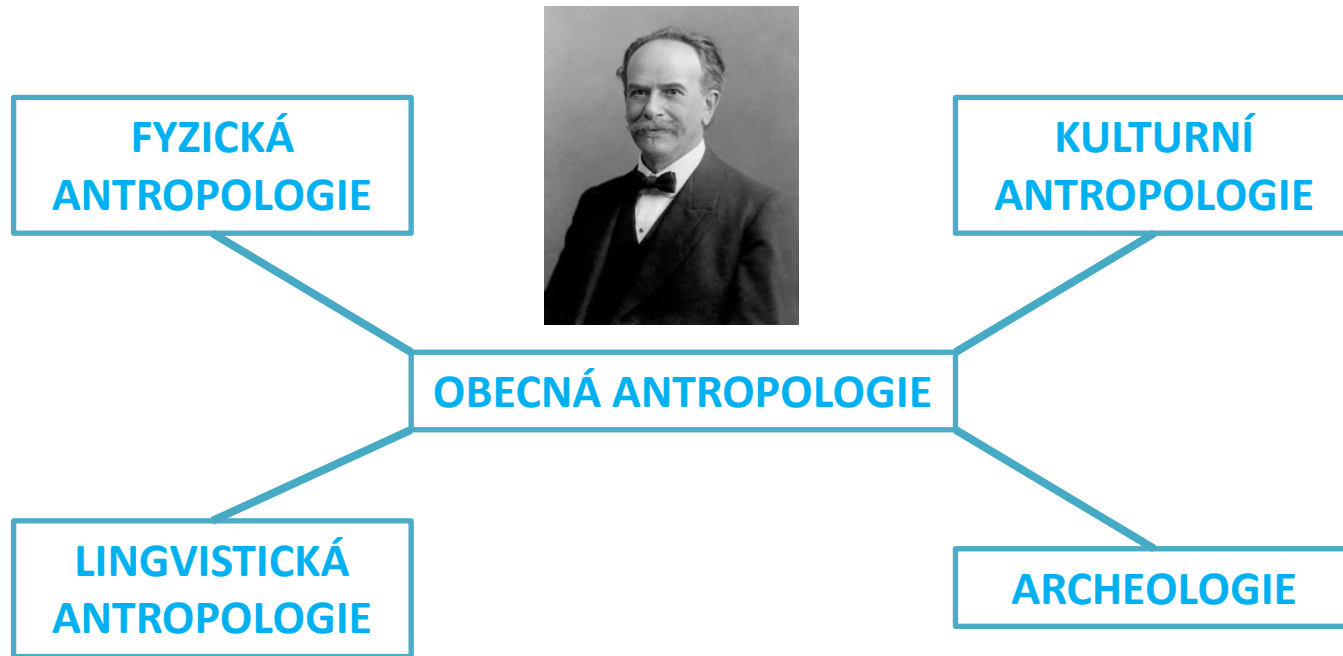 FYZICKÁ
ANTROPOLOGIE
KULTURNÍ
ANTROPOLOGIE
OBECNÁ ANTROPOLOGIE
LINGVISTICKÁ
ANTROPOLOGIE
ARCHEOLOGIE